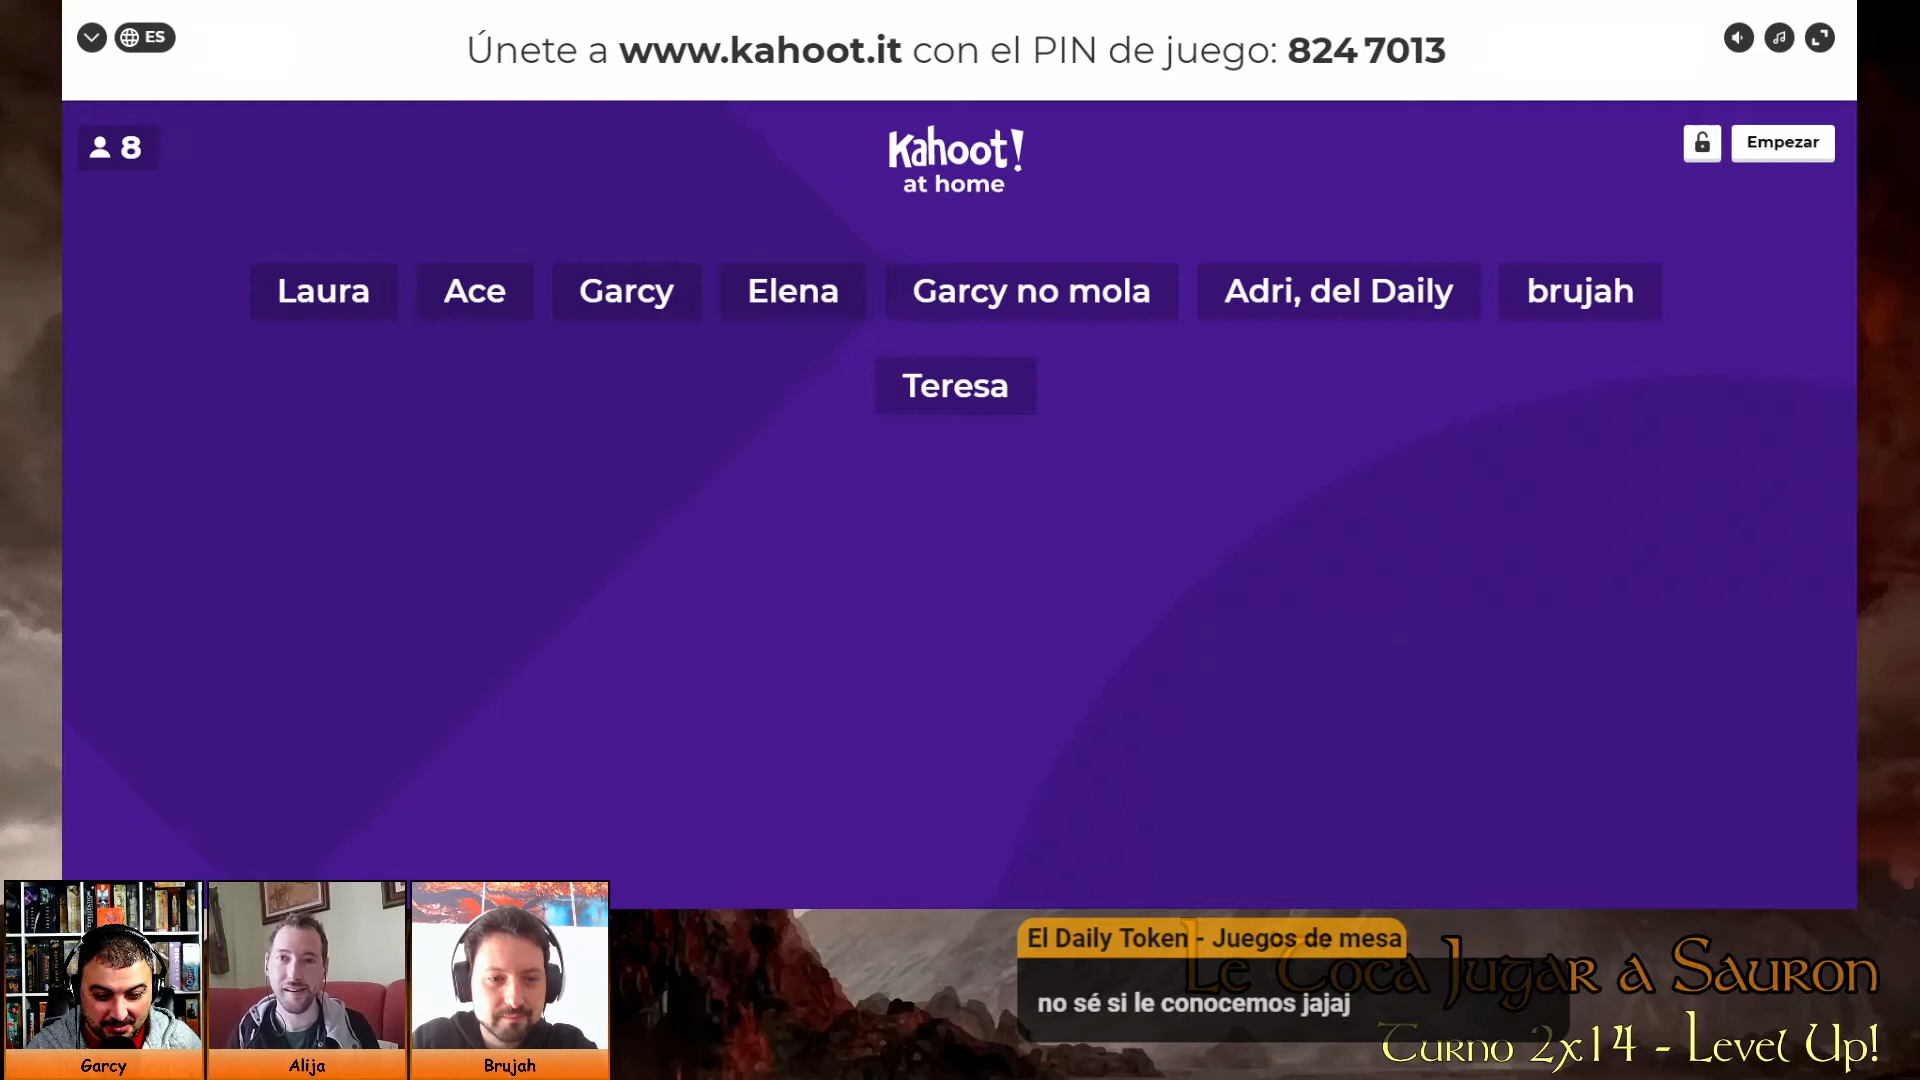 ES
Únete a www.kahoot.it con el PIN de juego: 824 7013
8
Kahoot!
at home
Empezar
Laura
Ace
Garcy
Elena
Garcy no mola
Adri, del Daily
brujah
Teresa
El Daily Token - Juegos de mesa
no sé si le conocemos jajaj
Le Toca Jugar a Sauron
Turno 2x14 - Level Up!
Garcy
Alija
Brujah